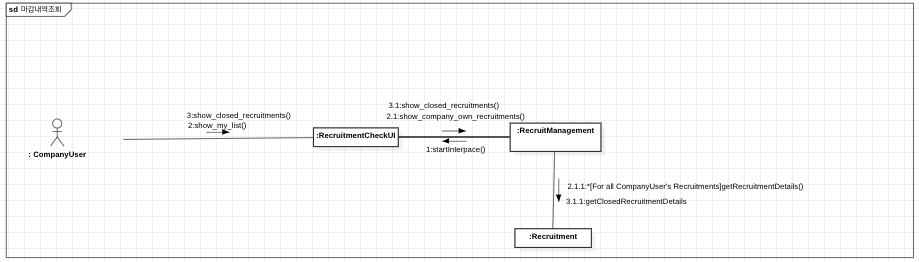 sd 마감내역조회
3.1:show_closed_recruitments()
3:show_closed_recruitments()
2.1:show_company_own_recruitments()
2:show_my_list()
:RecruitmentCheckUI
:RecruitManagement
1:startInterpace()
: CompanyUser
2.1.1:*[For all CompanyUser's Recruitments]getRecruitmentDetails()
3.1.1:getClosedRecruitmentDetails
:Recruitment